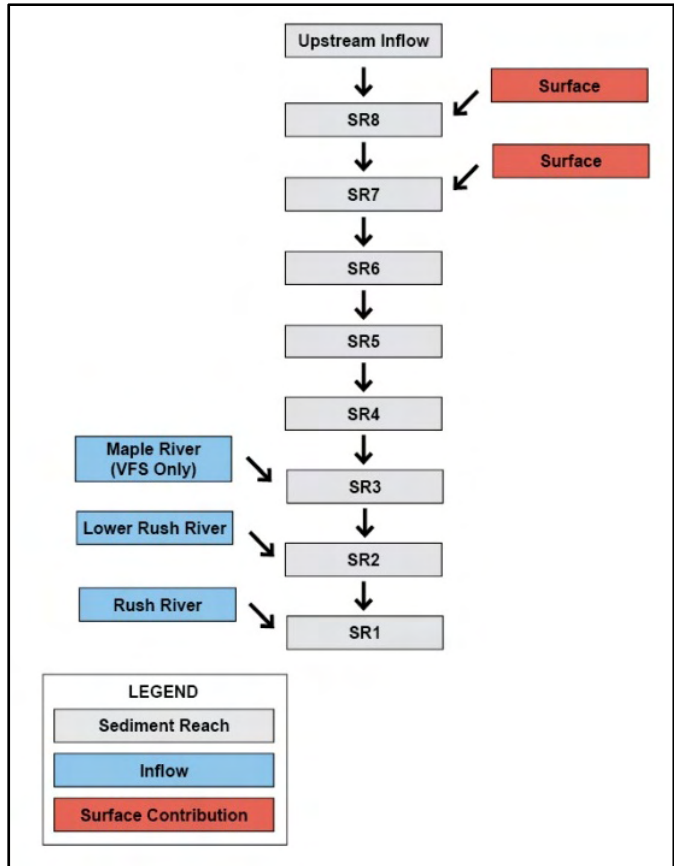 Upstream Inflow
Surface
SR8
Surface
SR7
SR6
SR5
SR4
Maple River
(VFS Only)
SR3
Lower Rush River
SR2
Rush River
SR1
LEGEND
Sediment Reach
Inflow
Surface Contribution